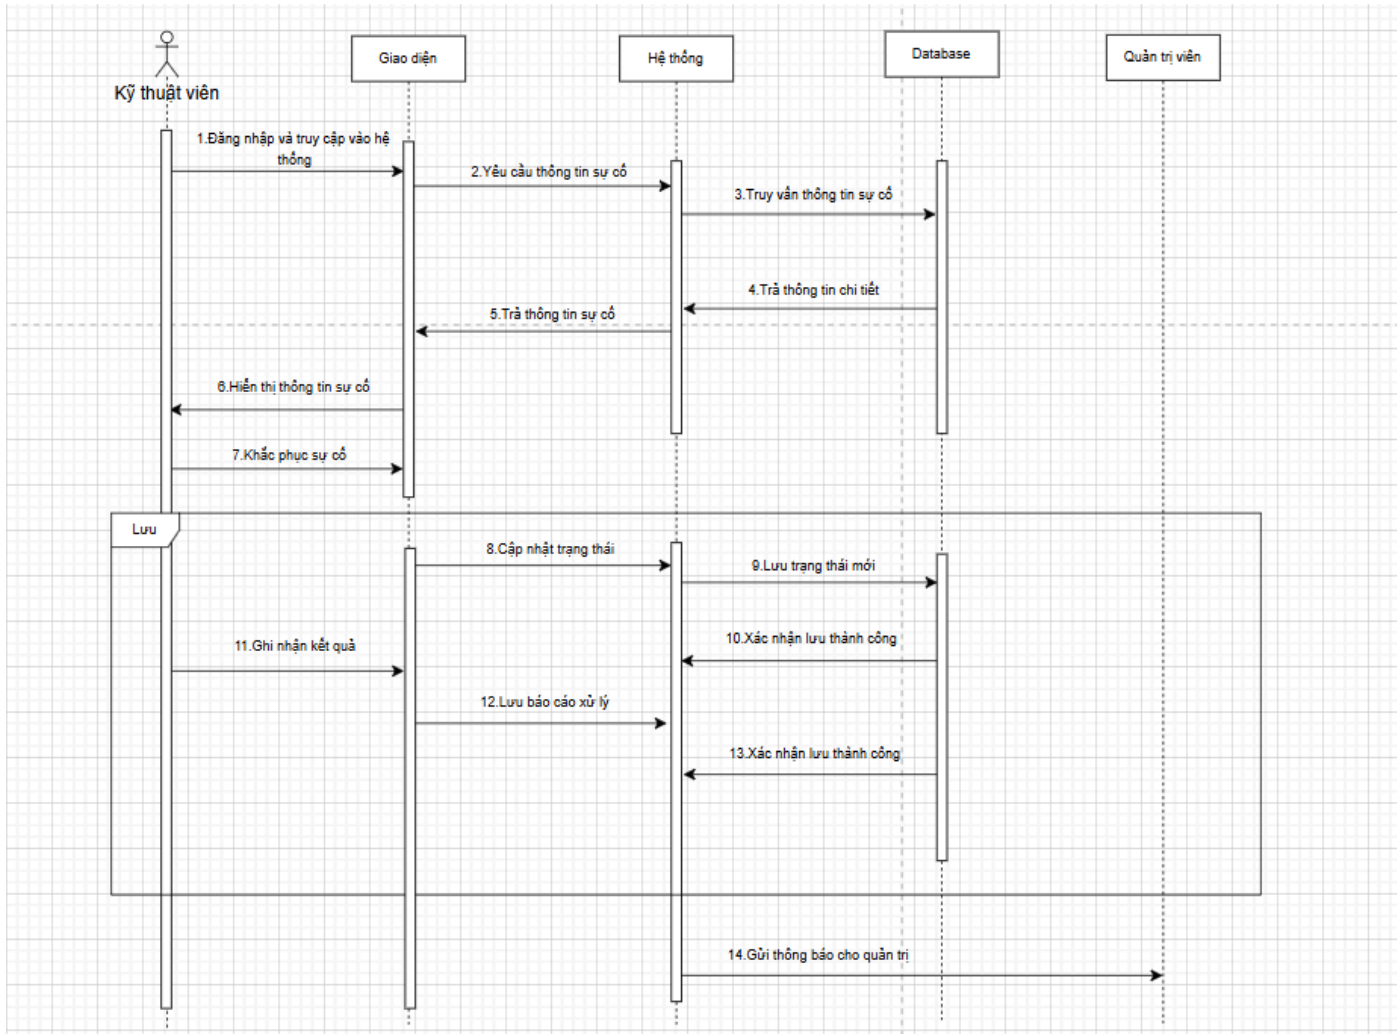 Kỹ thuật viên
Giao diện
Hệ thống
Database
Quản trị viên
1.Đăng nhập và truy cập vào hệ
thống
2.Yêu cầu thông tin sự cố
3.Truy vấn thông tin sự cố
4.Trả thông tin chi tiết
5.Trả thông tin sự cố
6.Hiển thị thông tin sự cố
7.Khắc phục sự cố
Lưu
8.Cập nhật trạng thái
9.Lưu trạng thái mới
10.Xác nhận lưu thành công
11.Ghi nhận kết quả
12.Lưu báo cáo xử lý
13.Xác nhận lưu thành công
14.Gửi thông báo cho quản trị